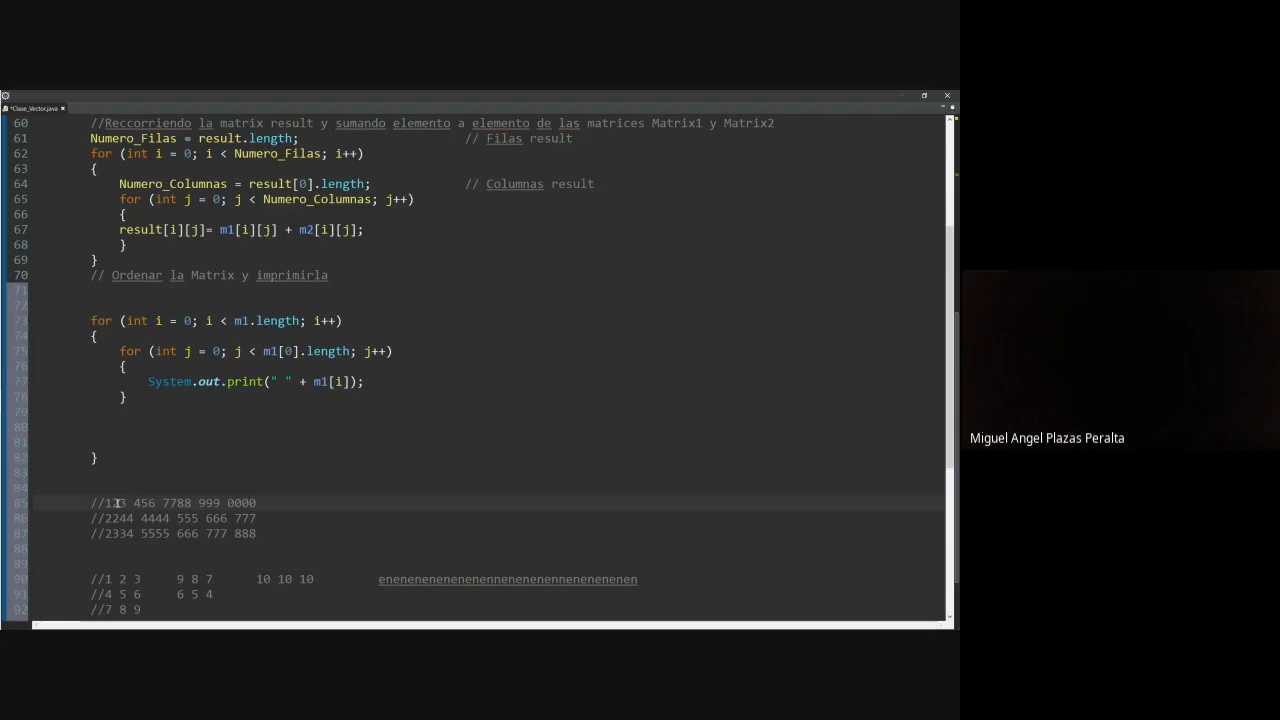 *Clase_Vector.java
60 //Reccorriendo la matrix result y sumando elemento a elemento de las matrices Matrix1 y Matrix2
61 Numero_Filas = result.length; // Filas result
62 for (int i = 0; i < Numero_Filas; i++)
63 {
64 Numero_Columnas = result[0].length; // Columnas result
65 for (int j = 0; j < Numero_Columnas; j++)
66 {
67 result[i][j]= m1[i][j] + m2[i][j];
68 }
69 }
70 // Ordenar la Matrix y imprimirla
71
72
73 for (int i = 0; i < m1.length; i++)
74 {
75 for (int j = 0; j < m1[0].length; j++)
76 {
77 System.out.print(" " + m1[i]);
78 }
79
80
81
82 }
83
84
85 //123 456 7788 999 0000
86 //2244 4444 555 666 777
87 //2334 5555 666 777 888
88
89
90 //1 2 3 9 8 7 10 10 10 enenenenenenenennenenenennenenenenen
91 //4 5 6 6 5 4
92 //7 8 9
Miguel Angel Plazas Peralta